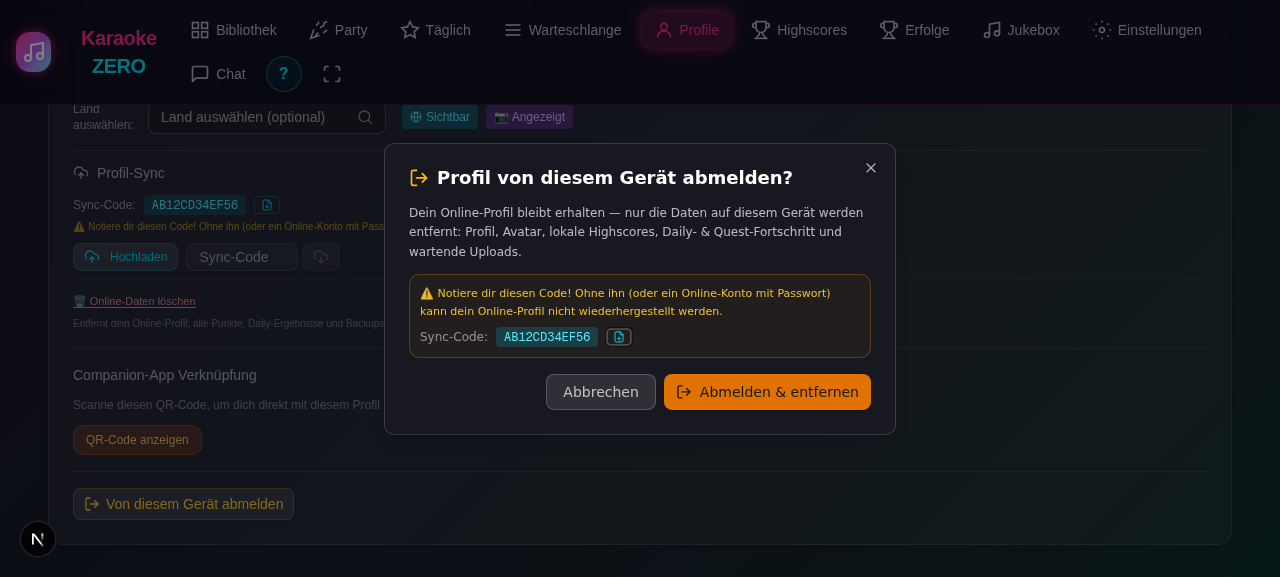 Karaoke
ZERO
Bibliothek
Party
Täglich
Warteschlange
Profile
Highscores
Erfolge
Jukebox
Einstellungen
Chat
?
Land
auswählen:
Land auswählen (optional)
Sichtbar
Angezeigt
Profil-Sync
Sync-Code: AB12CD34EF56
Notiere dir diesen Code! Ohne ihn (oder ein Online-Konto mit Pass
Hochladen
Sync-Code
Online-Daten löschen
Entfernt dein Online-Profil, alle Punkte, Daily-Ergebnisse und Backups
Companion-App Verknüpfung
Scanne diesen QR-Code, um dich direkt mit diesem Profil
QR-Code anzeigen
Von diesem Gerät abmelden
N
Profil von diesem Gerät abmelden?
Dein Online-Profil bleibt erhalten — nur die Daten auf diesem Gerät werden
entfernt: Profil, Avatar, lokale Highscores, Daily- & Quest-Fortschritt und
wartende Uploads.
Notiere dir diesen Code! Ohne ihn (oder ein Online-Konto mit Passwort)
kann dein Online-Profil nicht wiederhergestellt werden.
Sync-Code: AB12CD34EF56
Abbrechen
Abmelden & entfernen